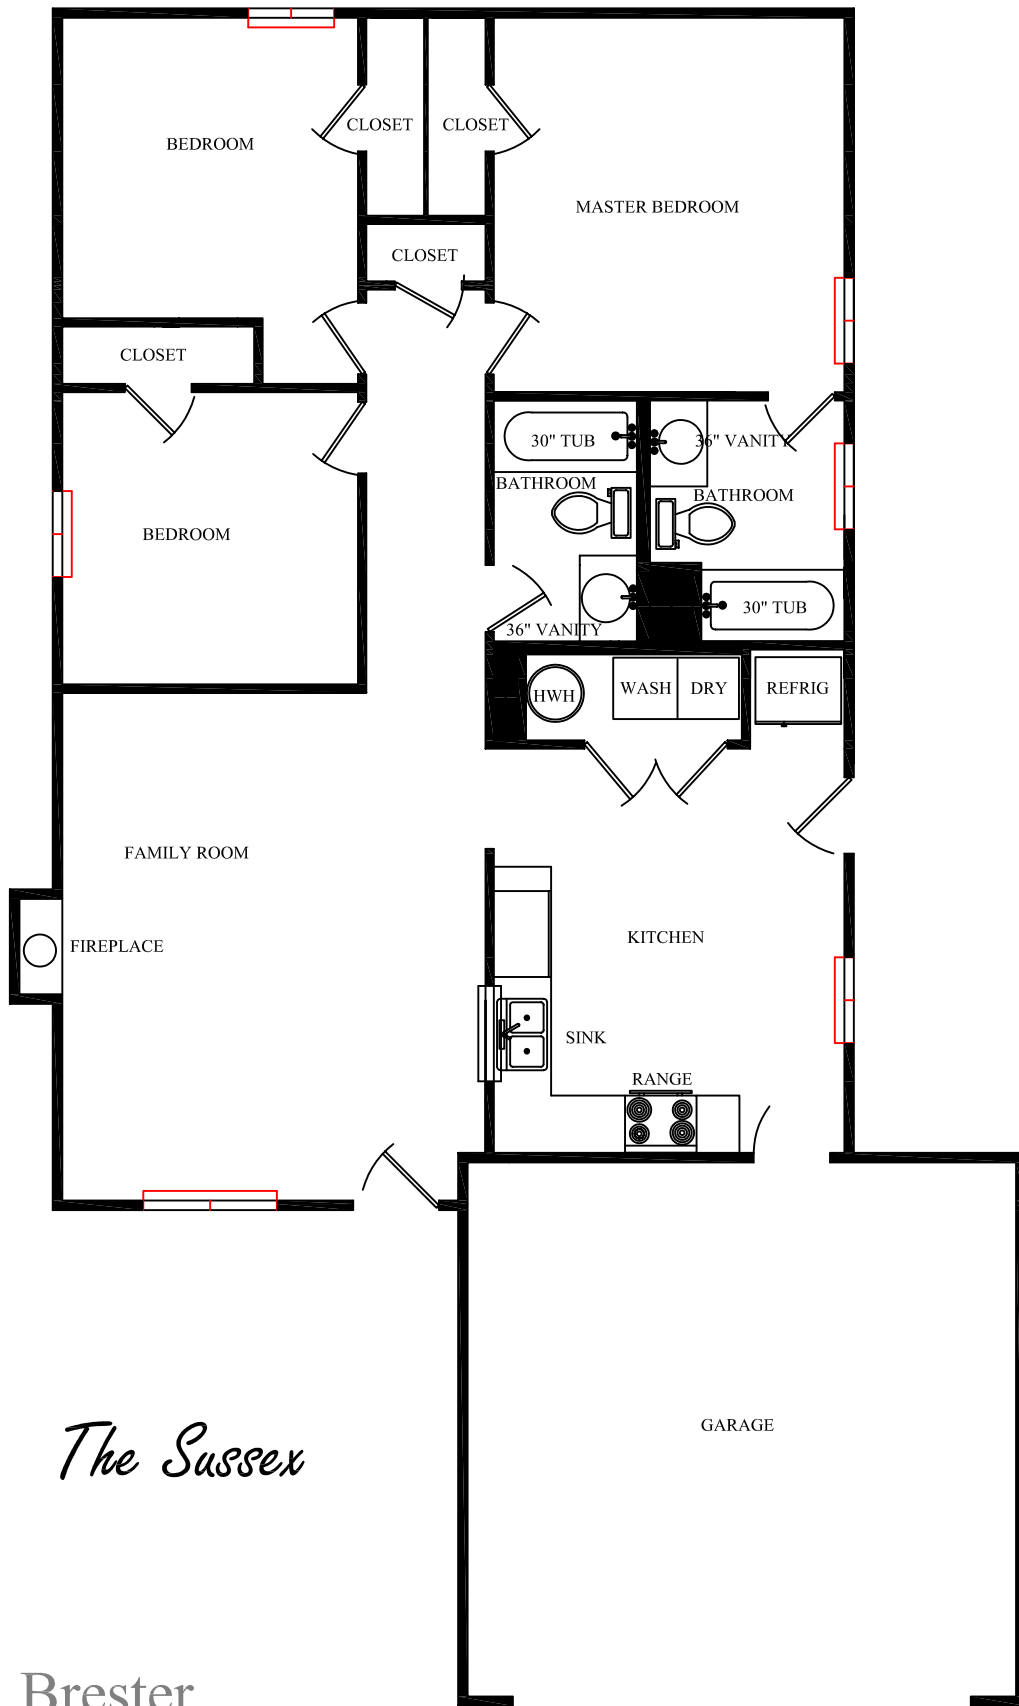 BEDROOM
CLOSET
CLOSET
MASTER BEDROOM
CLOSET
CLOSET
30" TUB
36" VANITY
BATHROOM
BATHROOM
BEDROOM
30" TUB
36" VANITY
HWH
WASH
DRY
REFRIG
FAMILY ROOM
KITCHEN
FIREPLACE
SINK
RANGE
GARAGE
The Sussex
Brester